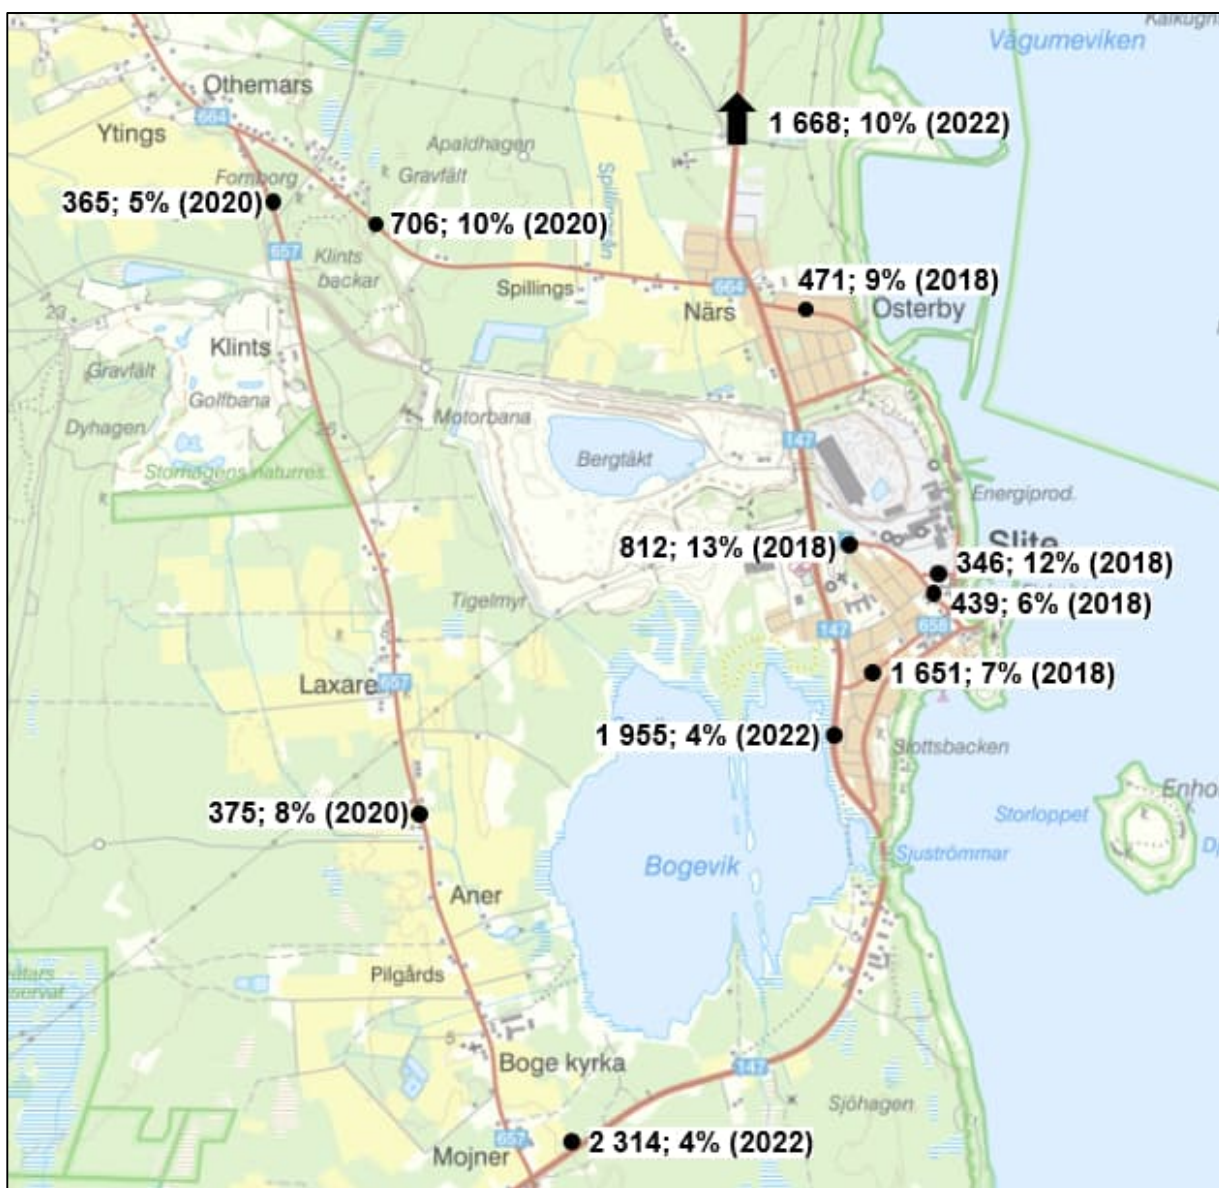 Vägumeviken
Othemars
664
Ytings
1 668; 10% (2022)
Apaldhagen
Gravfält
Fornborg
365; 5% (2020)
706; 10% (2020)
657
Klints
backar
Spillings
664
471; 9% (2018)
Närs
Österby
Klints
Gravfält
Golfbana
Dyhagen
Motorbana
147
Bergtäkt
Storhagens naturres.
Energiprod.
Slite
812; 13% (2018)
346; 12% (2018)
439; 6% (2018)
Tigelmyr
147
658
Laxare
657
1 651; 7% (2018)
1 955; 4% (2022)
Slottsbacken
375; 8% (2020)
Storloppet
Bogevik
Sjuströmmar
Aner
Pilgårds
Boge kyrka
147
Sjöhagen
657
Mojner
2 314; 4% (2022)